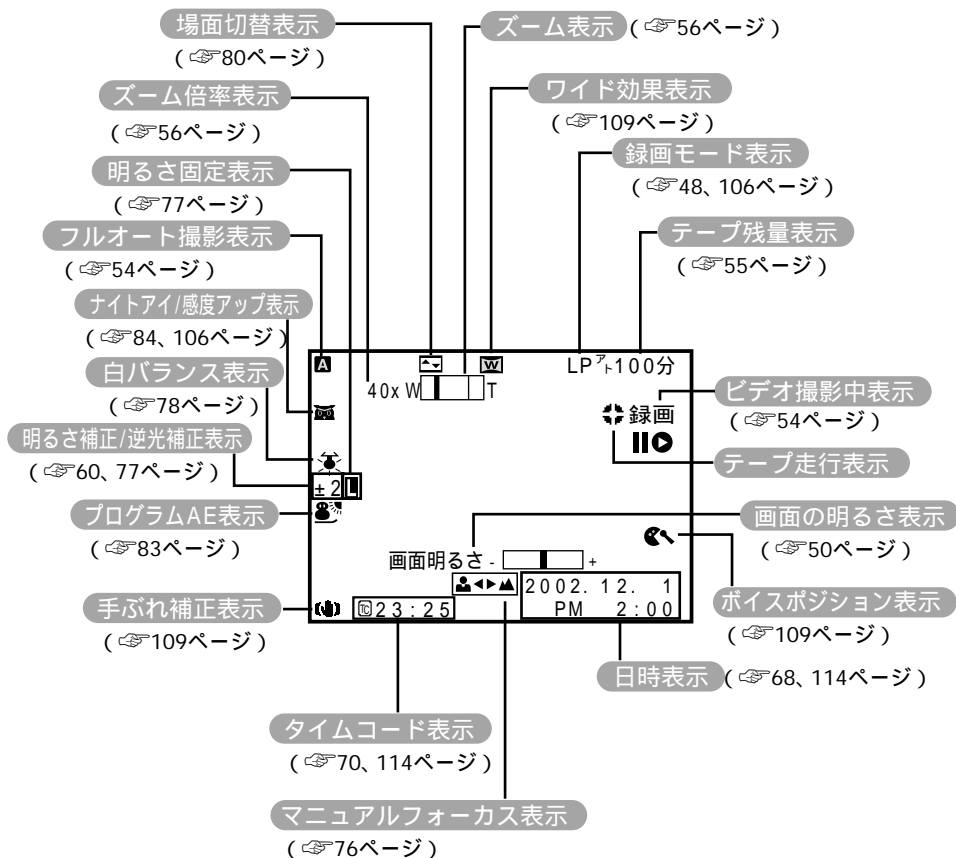 場面切替表示
(☞80ページ)
ズーム表示 (☞56ページ)
ズーム倍率表示
(☞56ページ)
ワイド効果表示
(☞109ページ)
明るさ固定表示
(☞77ページ)
録画モード表示
(☞48、106ページ)
フルオート撮影表示
(☞54ページ)
テープ残量表示
(☞55ページ)
ナイトアイ/感度アップ表示
(☞84、106ページ)
白バランス表示
(☞78ページ)
明るさ補正/逆光補正表示
(☞60、77ページ)
プログラムAE表示
(☞83ページ)
手ぶれ補正表示
(☞109ページ)
A
W
LP アト100分
40x W T
録画
±2 L
画面明るさ - +
2002.12. 1
PM 2:00
TC 23:25
ビデオ撮影中表示
(☞54ページ)
テープ走行表示
画面の明るさ表示
(☞50ページ)
ボイスポジション表示
(☞109ページ)
日時表示 (☞68、114ページ)
タイムコード表示
(☞70、114ページ)
マニュアルフォーカス表示
(☞76ページ)